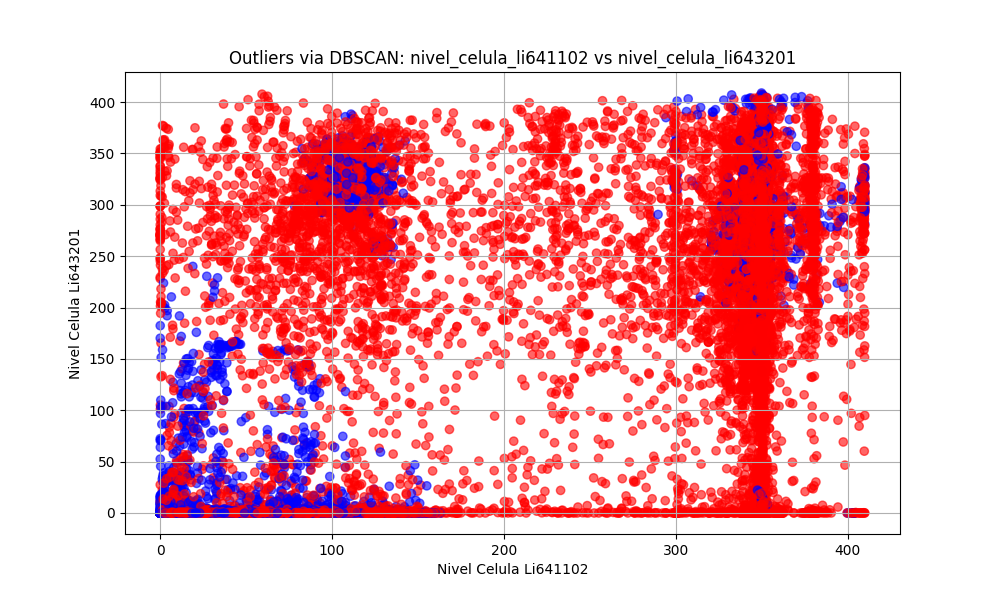 Outliers via DBSCAN: nivel_celula_li641102 vs nivel_celula_li643201
400
350
300
250
200
150
100
50
0
Nivel Celula Li643201
0 100 200 300 400
Nivel Celula Li641102